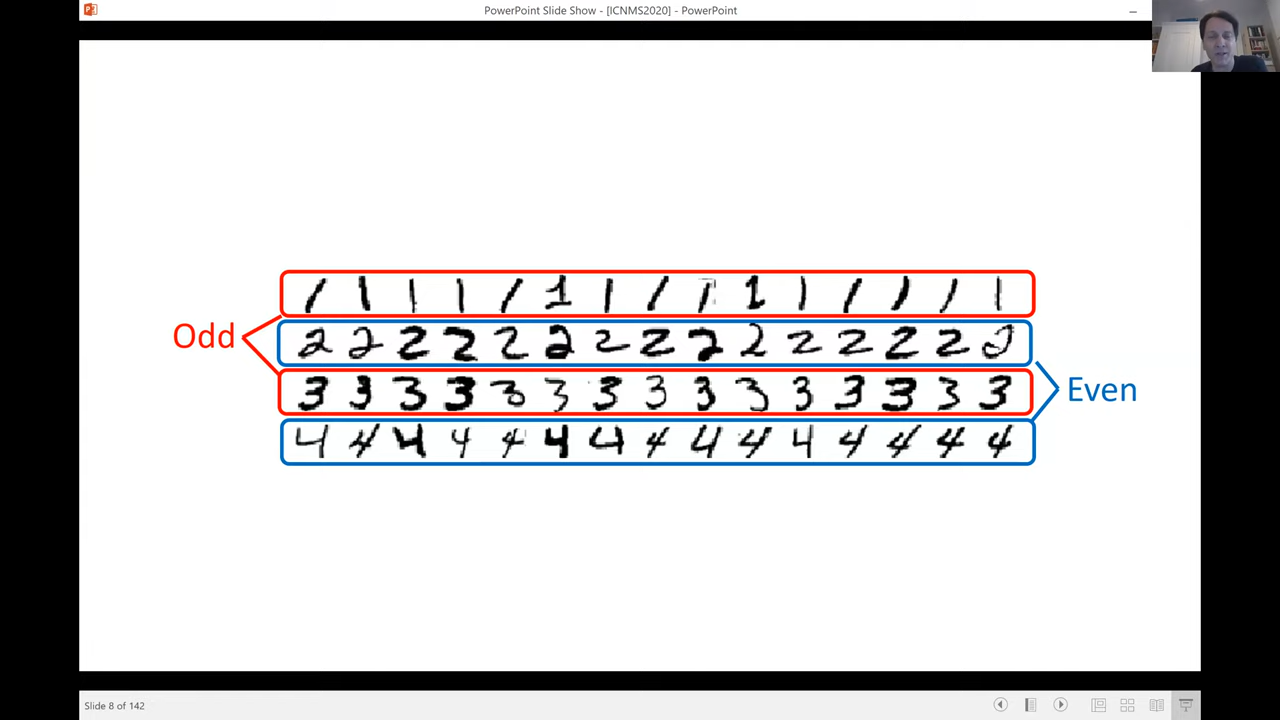 PowerPoint Slide Show - [ICNMS2020] - PowerPoint
1 1 1 1 1 1 1 1 1 1 1 1 1 1 1
Odd
2 2 2 2 2 2 2 2 2 2 2 2 2 2 2
3 3 3 3 3 3 3 3 3 3 3 3 3 3 3
Even
4 4 4 4 4 4 4 4 4 4 4 4 4 4 4
Slide 8 of 142